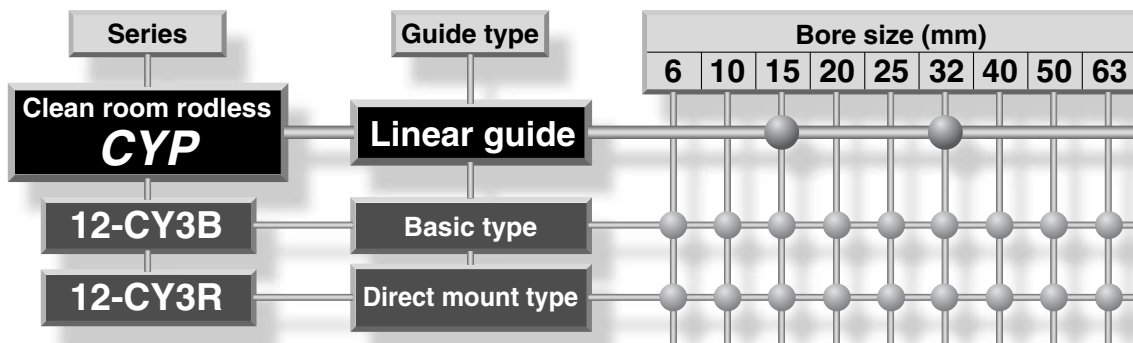 Series
Guide type
Bore size (mm)
6 10 15 20 25 32 40 50 63
Clean room rodless
CYP
Linear guide
12-CY3B
Basic type
12-CY3R
Direct mount type